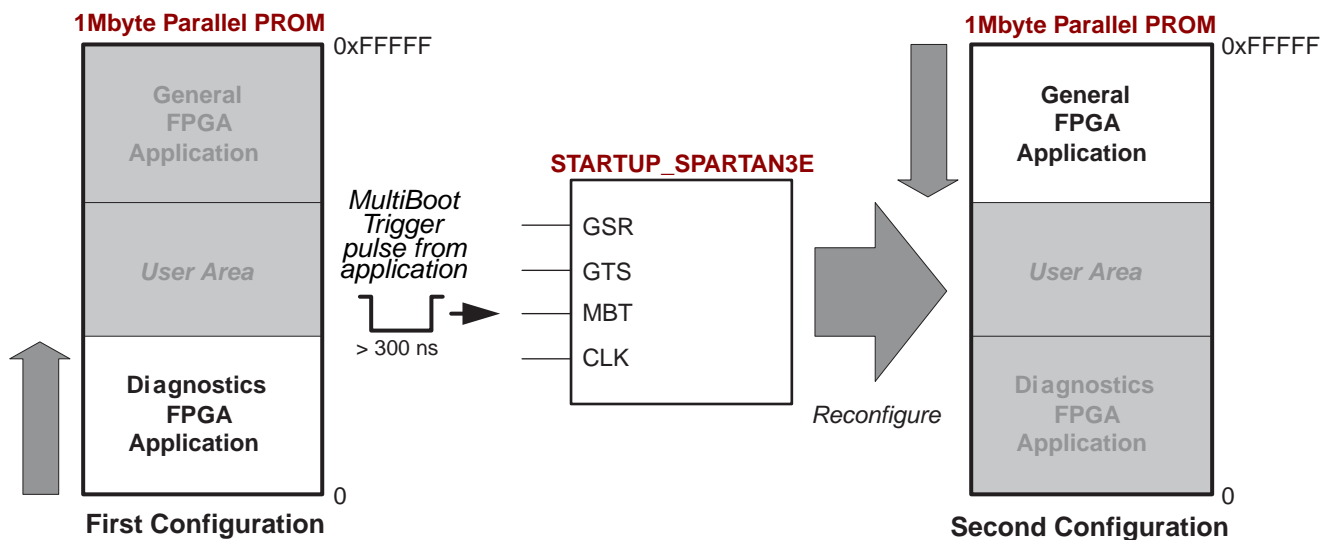 1Mbyte Parallel PROM
0xFFFFF
General
FPGA
Application
User Area
Diagnostics
FPGA
Application
0
First Configuration
MultiBoot
Trigger
pulse from
application
> 300 ns
STARTUP_SPARTAN3E
GSR
GTS
MBT
CLK
Reconfigure
1Mbyte Parallel PROM
0xFFFFF
General
FPGA
Application
User Area
Diagnostics
FPGA
Application
0
Second Configuration